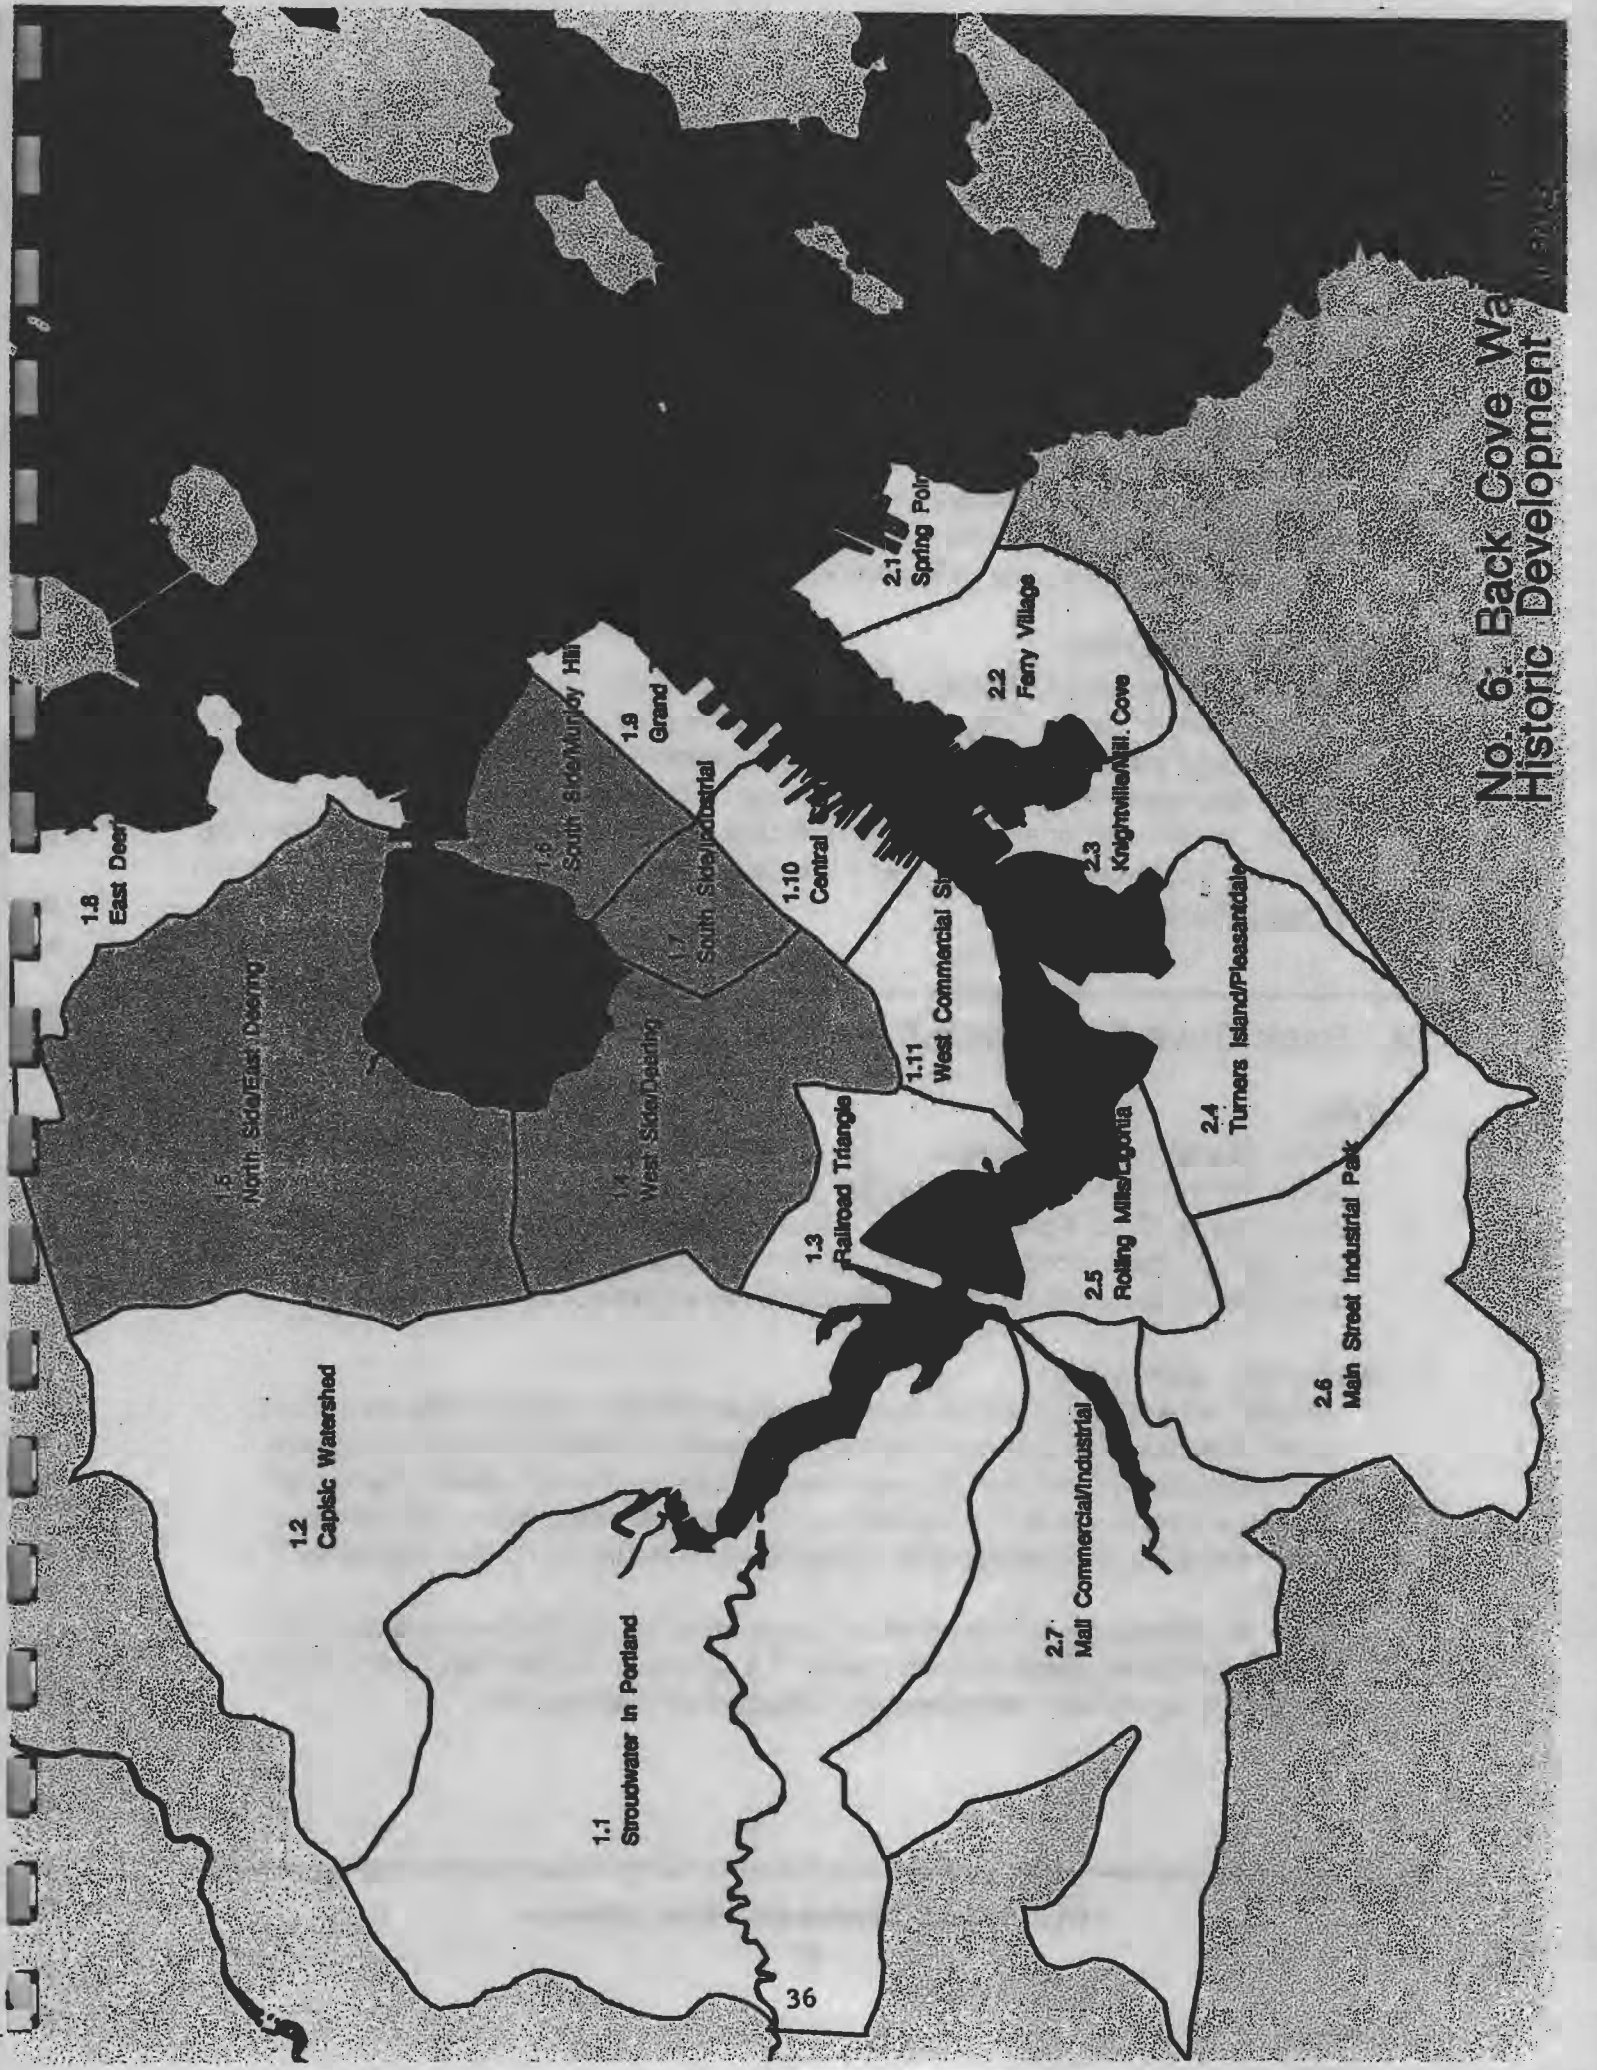 No. 6: Back Cove Wa
Historic Development
1.1
Stroudwater in Portland
1.2
Capisic Watershed
1.3
Railroad Triangle
1.4
West Side/Deering
1.5
North Side/East Deering
1.6
South Side/Munjoy Hill
1.7
South Side/Industrial
1.8
East Deer
1.9
Grand
1.10
Central
1.11
West Commercial St
2.1
Spring Poin
2.2
Ferry Village
2.3
Knightville/Mill. Cove
2.4
Turners Island/Pleasantdale
2.5
Rolling Mills/Ligonia
2.6
Main Street Industrial Park
2.7
Mall Commercial/Industrial
36